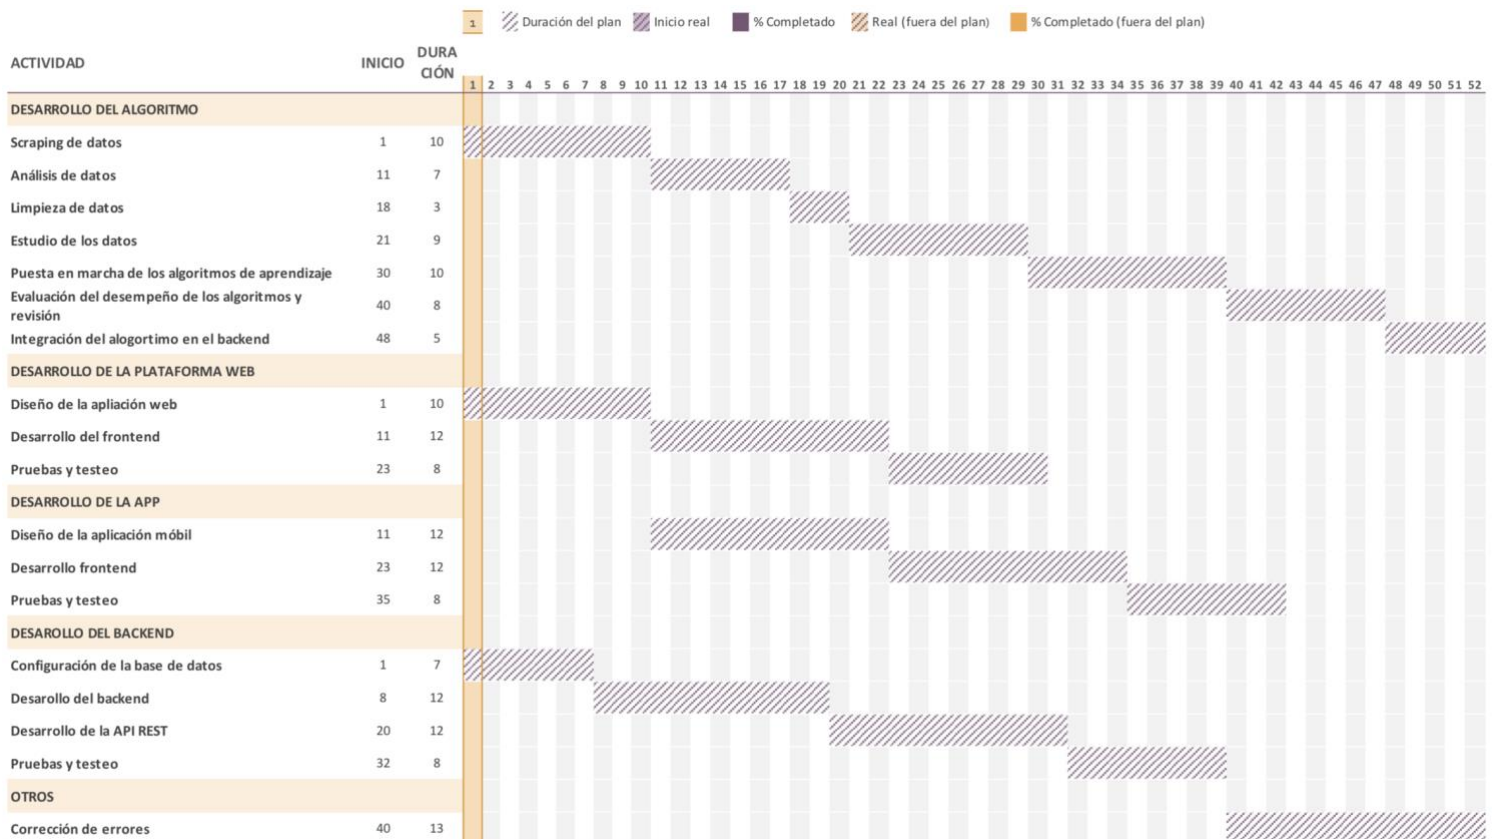 1 Duración del plan Inicio real % Completado Real (fuera del plan) % Completado (fuera del plan)
ACTIVIDAD INICIO DURA
CIÓN
1 2 3 4 5 6 7 8 9 10 11 12 13 14 15 16 17 18 19 20 21 22 23 24 25 26 27 28 29 30 31 32 33 34 35 36 37 38 39 40 41 42 43 44 45 46 47 48 49 50 51 52
DESARROLLO DEL ALGORITMO
Scraping de datos 1 10
Análisis de datos 11 7
Limpieza de datos 18 3
Estudio de los datos 21 9
Puesta en marcha de los algoritmos de aprendizaje 30 10
Evaluación del desempeño de los algoritmos y
revisión 40 8
Integración del alogortimo en el backend 48 5
DESARROLLO DE LA PLATAFORMA WEB
Diseño de la apliación web 1 10
Desarrollo del frontend 11 12
Pruebas y testeo 23 8
DESARROLLO DE LA APP
Diseño de la aplicación móbil 11 12
Desarrollo frontend 23 12
Pruebas y testeo 35 8
DESAROLLO DEL BACKEND
Configuración de la base de datos 1 7
Desarollo del backend 8 12
Desarrollo de la API REST 20 12
Pruebas y testeo 32 8
OTROS
Corrección de errores 40 13